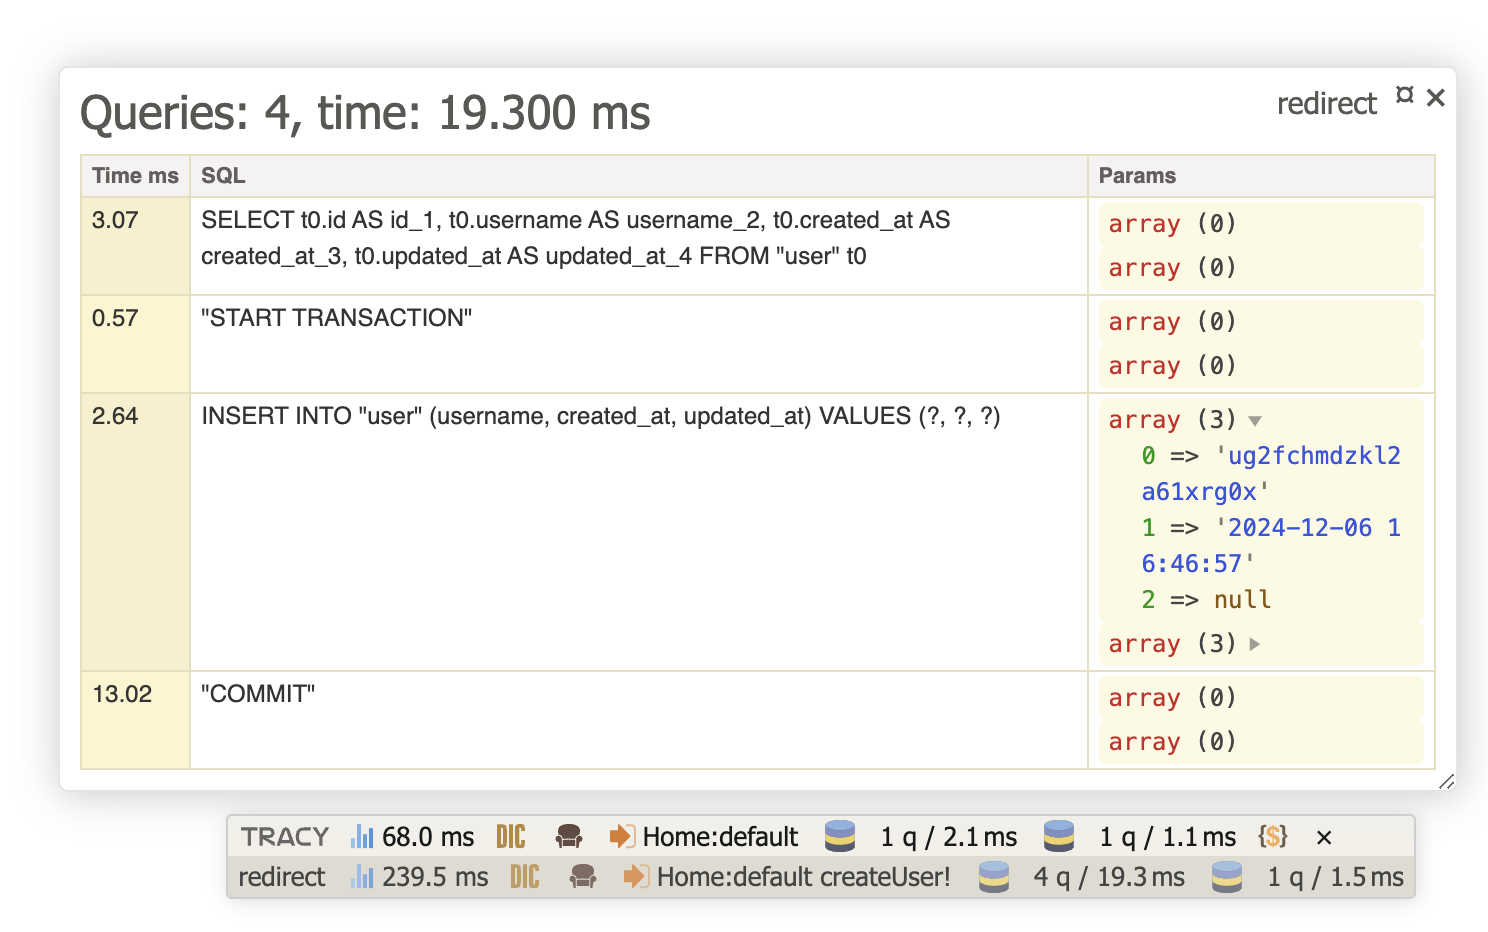 Queries: 4, time: 19.300 ms
redirect ¤ ×
Time ms SQL Params
3.07 SELECT t0.id AS id_1, t0.username AS username_2, t0.created_at AS array (0)
created_at_3, t0.updated_at AS updated_at_4 FROM "user" t0 array (0)
0.57 "START TRANSACTION" array (0)
array (0)
2.64 INSERT INTO "user" (username, created_at, updated_at) VALUES (?, ?, ?) array (3) ▼
0 => 'ug2fchmdzkl2
a61xrg0x'
1 => '2024-12-06 1
6:46:57'
2 => null
array (3) ▶
13.02 "COMMIT" array (0)
array (0)
TRACY 68.0 ms DIC Home:default 1 q / 2.1 ms 1 q / 1.1 ms {$} ×
redirect 239.5 ms DIC Home:default createUser! 4 q / 19.3 ms 1 q / 1.5 ms